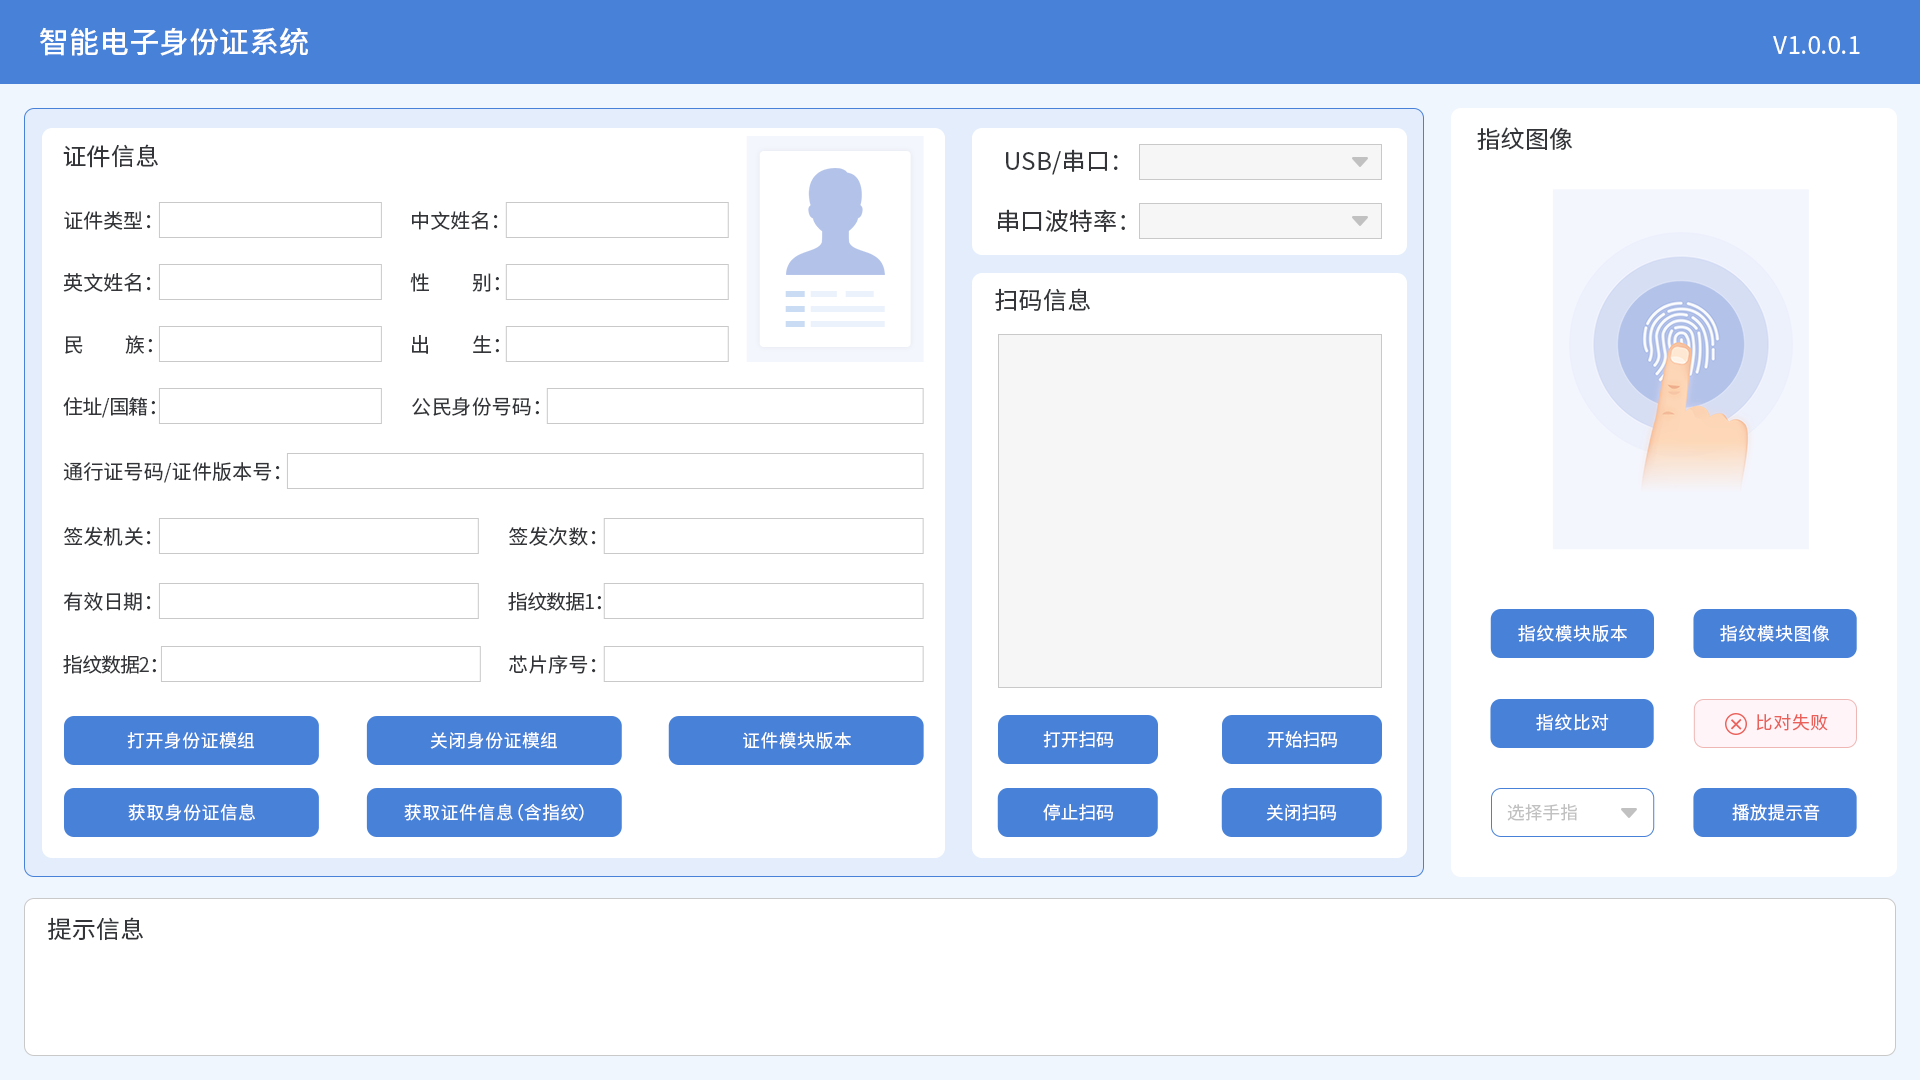 智能电子身份证系统
V1.0.0.1
证件信息
证件类型：
中文姓名：
英文姓名：
性 别：
民 族：
出 生：
住址/国籍：
公民身份号码：
通行证号码/证件版本号：
签发机关：
签发次数：
有效日期：
指纹数据1：
指纹数据2：
芯片序号：
打开身份证模组
关闭身份证模组
证件模块版本
获取身份证信息
获取证件信息（含指纹）
USB/串口：
串口波特率：
扫码信息
打开扫码
开始扫码
停止扫码
关闭扫码
指纹图像
指纹模块版本
指纹模块图像
指纹比对
比对失败
选择手指
播放提示音
提示信息